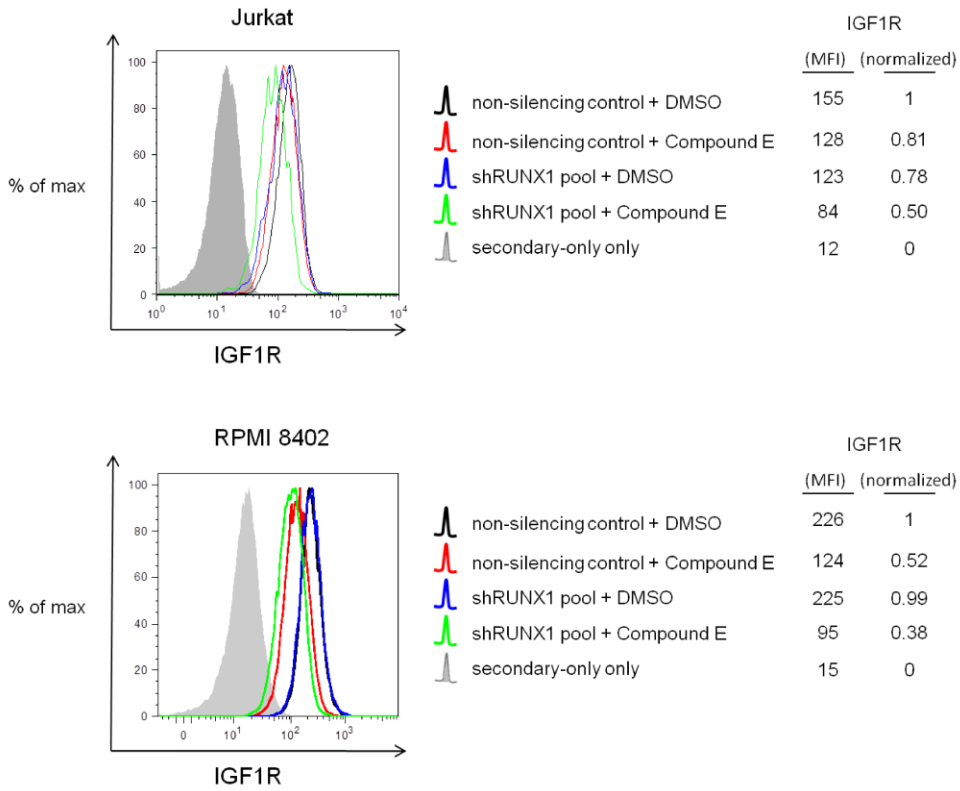 Jurkat
IGF1R
(MFI) (normalized)
100
80
60
40
20
0
% of max
10^0 10^1 10^2 10^3 10^4
IGF1R
non-silencing control + DMSO 155 1
non-silencing control + Compound E 128 0.81
shRUNX1 pool + DMSO 123 0.78
shRUNX1 pool + Compound E 84 0.50
secondary-only only 12 0
RPMI 8402
IGF1R
(MFI) (normalized)
100
80
60
40
20
0
% of max
0 10^1 10^2 10^3
IGF1R
non-silencing control + DMSO 226 1
non-silencing control + Compound E 124 0.52
shRUNX1 pool + DMSO 225 0.99
shRUNX1 pool + Compound E 95 0.38
secondary-only only 15 0